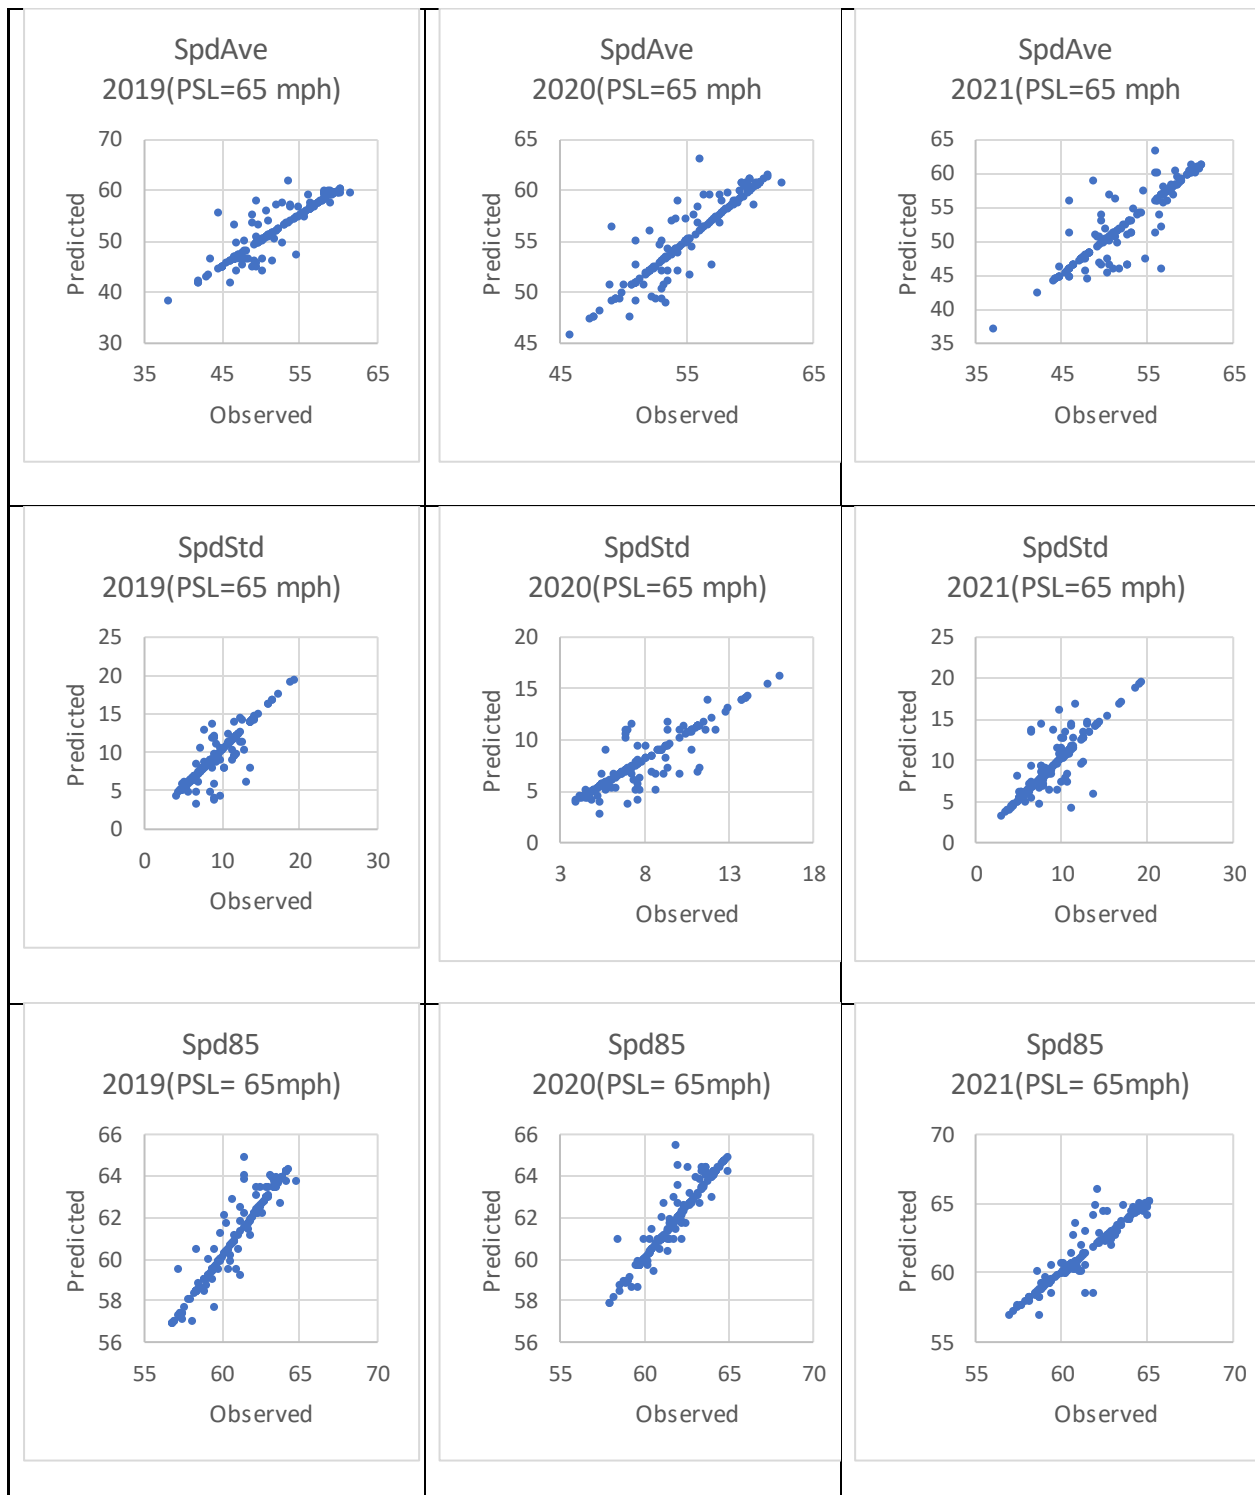 SpdAve
2019(PSL=65 mph)
70
60
50
40
30
35
45
55
65
Predicted
Observed
SpdAve
2020(PSL=65 mph
65
60
55
50
45
45
55
65
Predicted
Observed
SpdAve
2021(PSL=65 mph
65
60
55
50
45
40
35
35
45
55
65
Predicted
Observed
SpdStd
2019(PSL=65 mph)
25
20
15
10
5
0
0
10
20
30
Predicted
Observed
SpdStd
2020(PSL=65 mph)
20
15
10
5
0
3
8
13
18
Predicted
Observed
SpdStd
2021(PSL=65 mph)
25
20
15
10
5
0
0
10
20
30
Predicted
Observed
Spd85
2019(PSL= 65mph)
66
64
62
60
58
56
55
60
65
70
Predicted
Observed
Spd85
2020(PSL= 65mph)
66
64
62
60
58
56
55
60
65
70
Predicted
Observed
Spd85
2021(PSL= 65mph)
70
65
60
55
55
60
65
70
Predicted
Observed